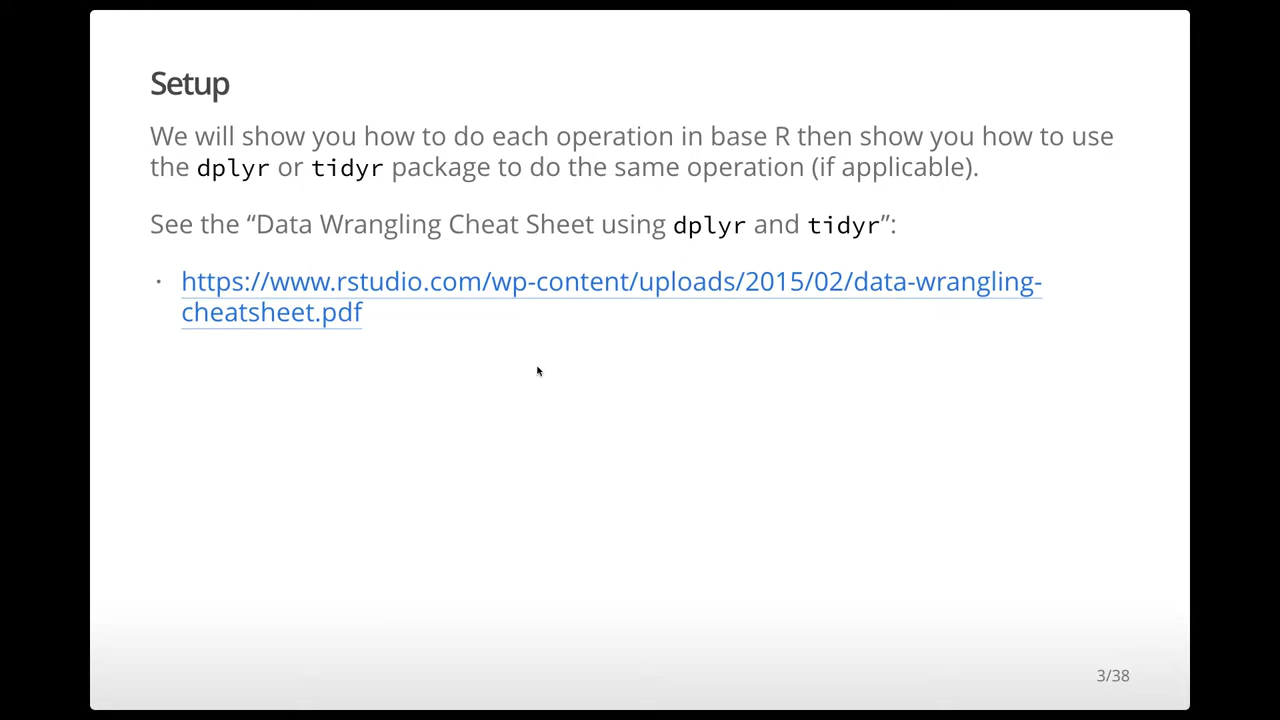 Setup
We will show you how to do each operation in base R then show you how to use
the dplyr or tidyr package to do the same operation (if applicable).
See the “Data Wrangling Cheat Sheet using dplyr and tidyr”:
· https://www.rstudio.com/wp-content/uploads/2015/02/data-wrangling-
cheatsheet.pdf
3/38